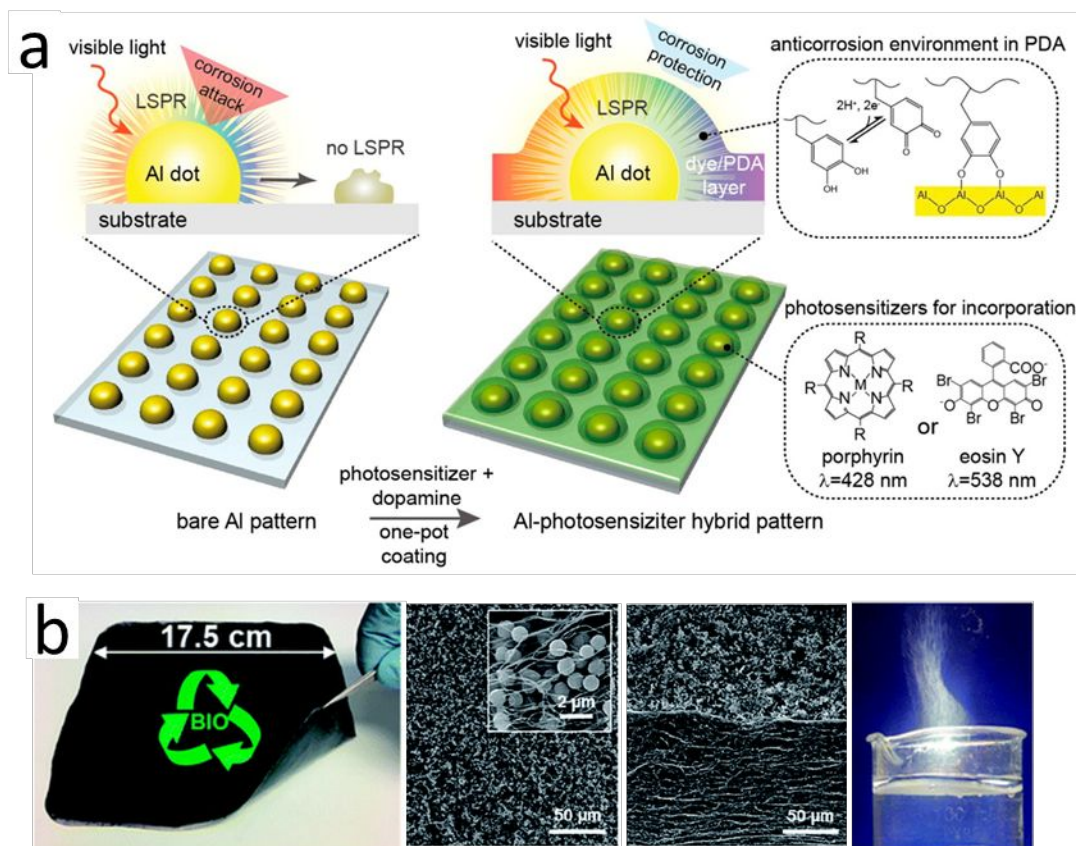 a
visible light
corrosion
attack
LSPR
Al dot
no LSPR
substrate
visible light
corrosion
protection
LSPR
dye/PDA
layer
Al dot
substrate
anticorrosion environment in PDA
2H⁺, 2e⁻
O
O
OH
OH
O
O
Al
Al
Al
Al
O
O
O
photosensitizers for incorporation
R
R
R
R
N
N
N
N
M
or
COO⁻
Br
Br
Br
Br
⁻O
O
O
porphyrin
λ=428 nm
eosin Y
λ=538 nm
bare Al pattern
photosensitizer +
dopamine
one-pot
coating
Al-photosensiziter hybrid pattern
b
17.5 cm
BIO
2 µm
50 µm
50 µm